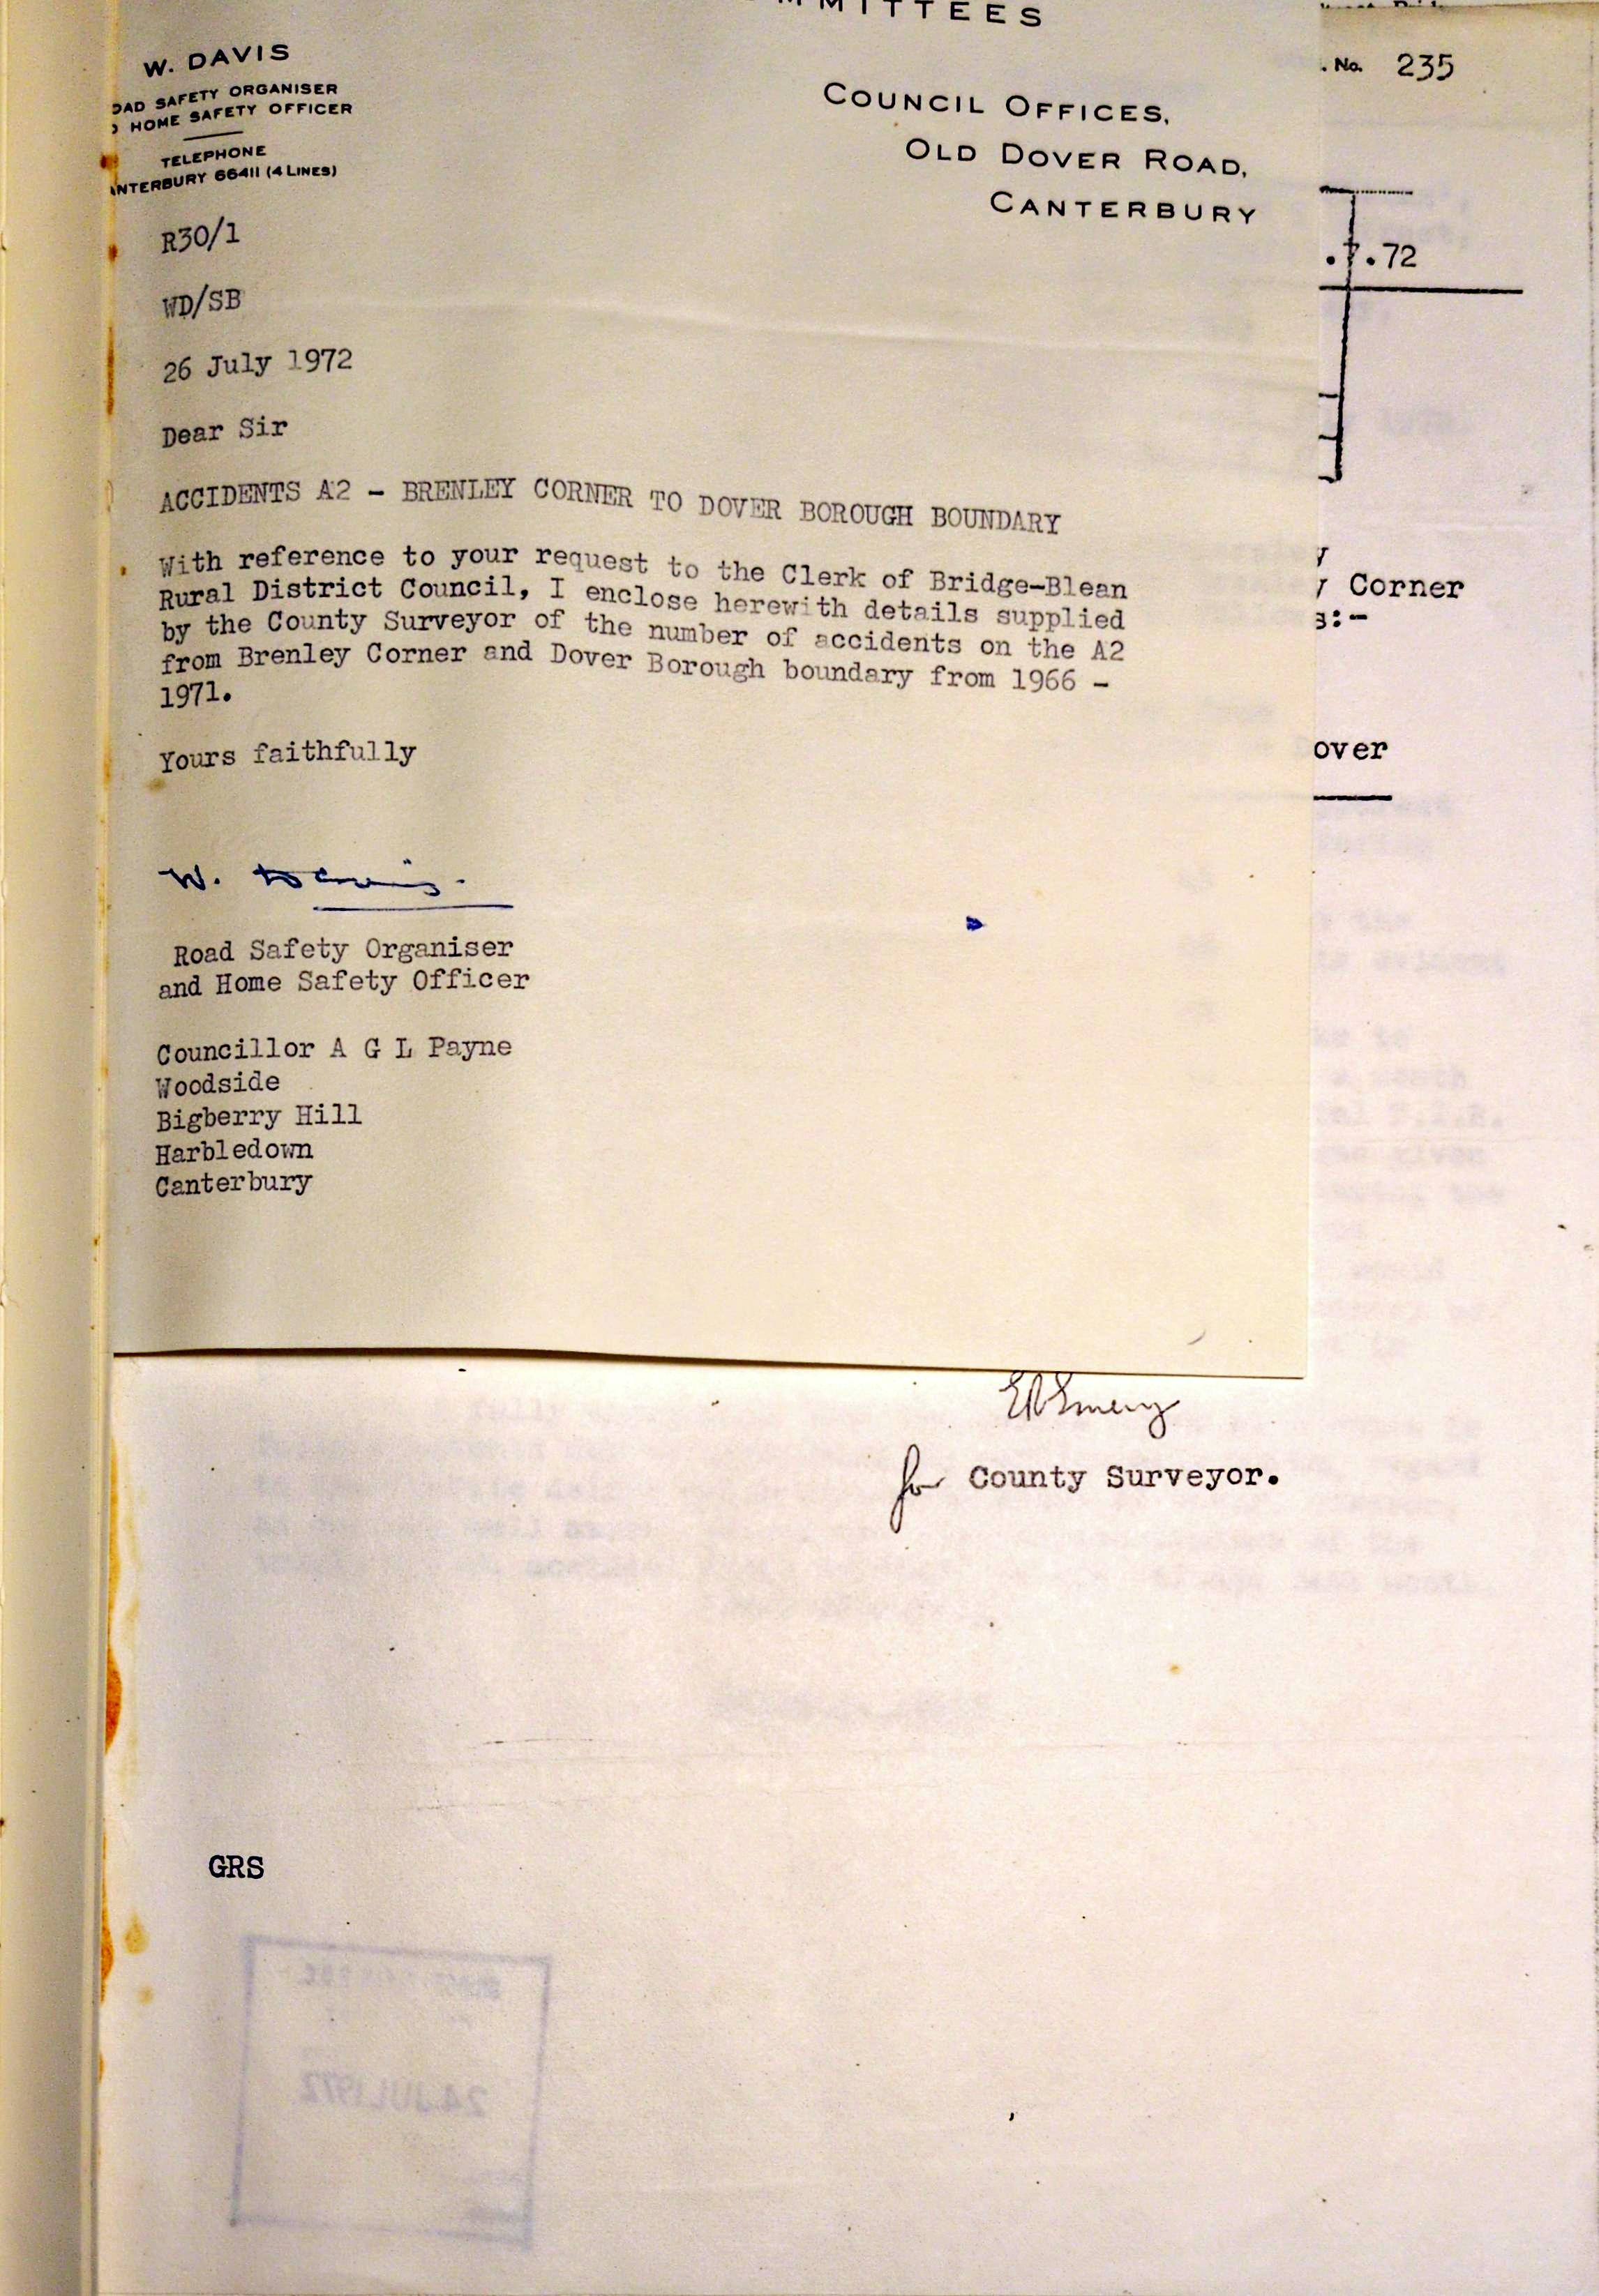 MMITTEES
W. DAVIS
OAD SAFETY ORGANISER
HOME SAFETY OFFICER
TELEPHONE
NTERBURY 66411 (4 LINES)
COUNCIL OFFICES,
OLD DOVER ROAD,
CANTERBURY
R30/1
WD/SB
26 July 1972
Dear Sir
ACCIDENTS A2 - BRENLEY CORNER TO DOVER BOROUGH BOUNDARY
With reference to your request to the Clerk of Bridge-Blean
Rural District Council, I enclose herewith details supplied
by the County Surveyor of the number of accidents on the A2
from Brenley Corner and Dover Borough boundary from 1966 -
1971.
Yours faithfully
W. Davis.
Road Safety Organiser
and Home Safety Officer
Councillor A G L Payne
Woodside
Bigberry Hill
Harbledown
Canterbury
. No. 235
.7.72
y
y Corner
s:-
over
for County Surveyor.
GRS
24 JUL 1972